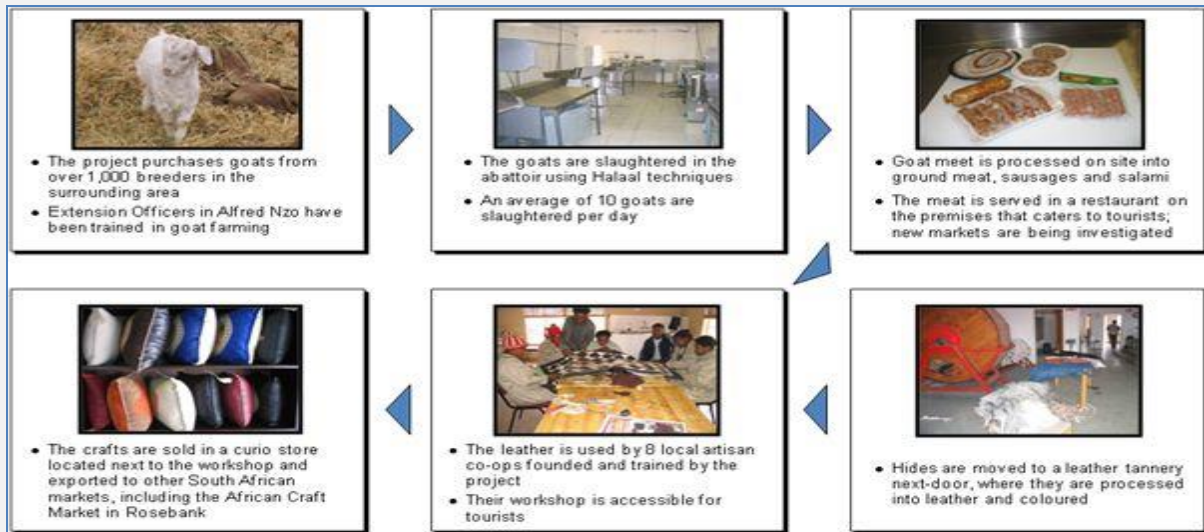 • The project purchases goats from
over 1,000 breeders in the
surrounding area
• Extension Officers in Alfred Nzo have
been trained in goat farming
• The goats are slaughtered in the
abattoir using Halaal techniques
• An average of 10 goats are
slaughtered per day
• Goat meet is processed on site into
ground meat, sausages and salami
• The meat is served in a restaurant on
the premises that caters to tourists;
new markets are being investigated
• Hides are moved to a leather tannery
next-door, where they are processed
into leather and coloured
• The leather is used by 8 local artisan
co-ops founded and trained by the
project
• Their workshop is accessible for
tourists
• The crafts are sold in a curio store
located next to the workshop and
exported to other South African
markets, including the African Craft
Market in Rosebank